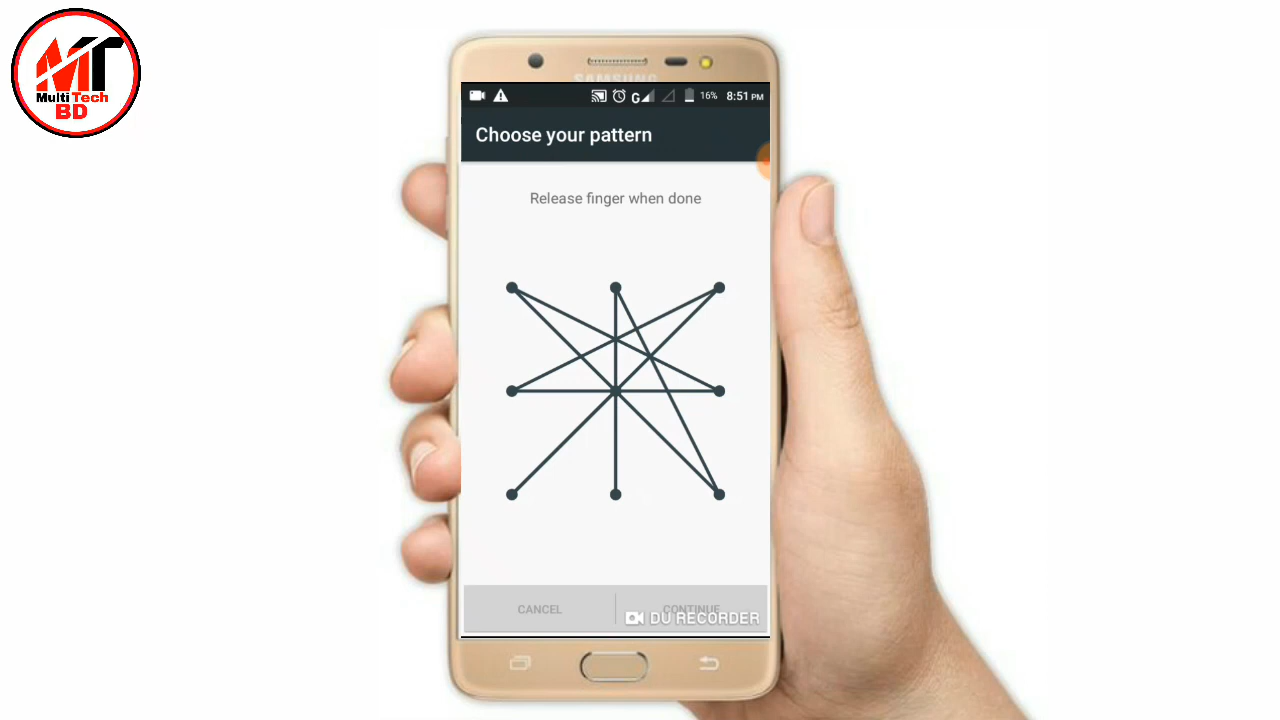 MT
Multi Tech
BD
SAMSUNG
G 16% 8:51 PM
Choose your pattern
Release finger when done
CANCEL
CONTINUE
DU RECORDER